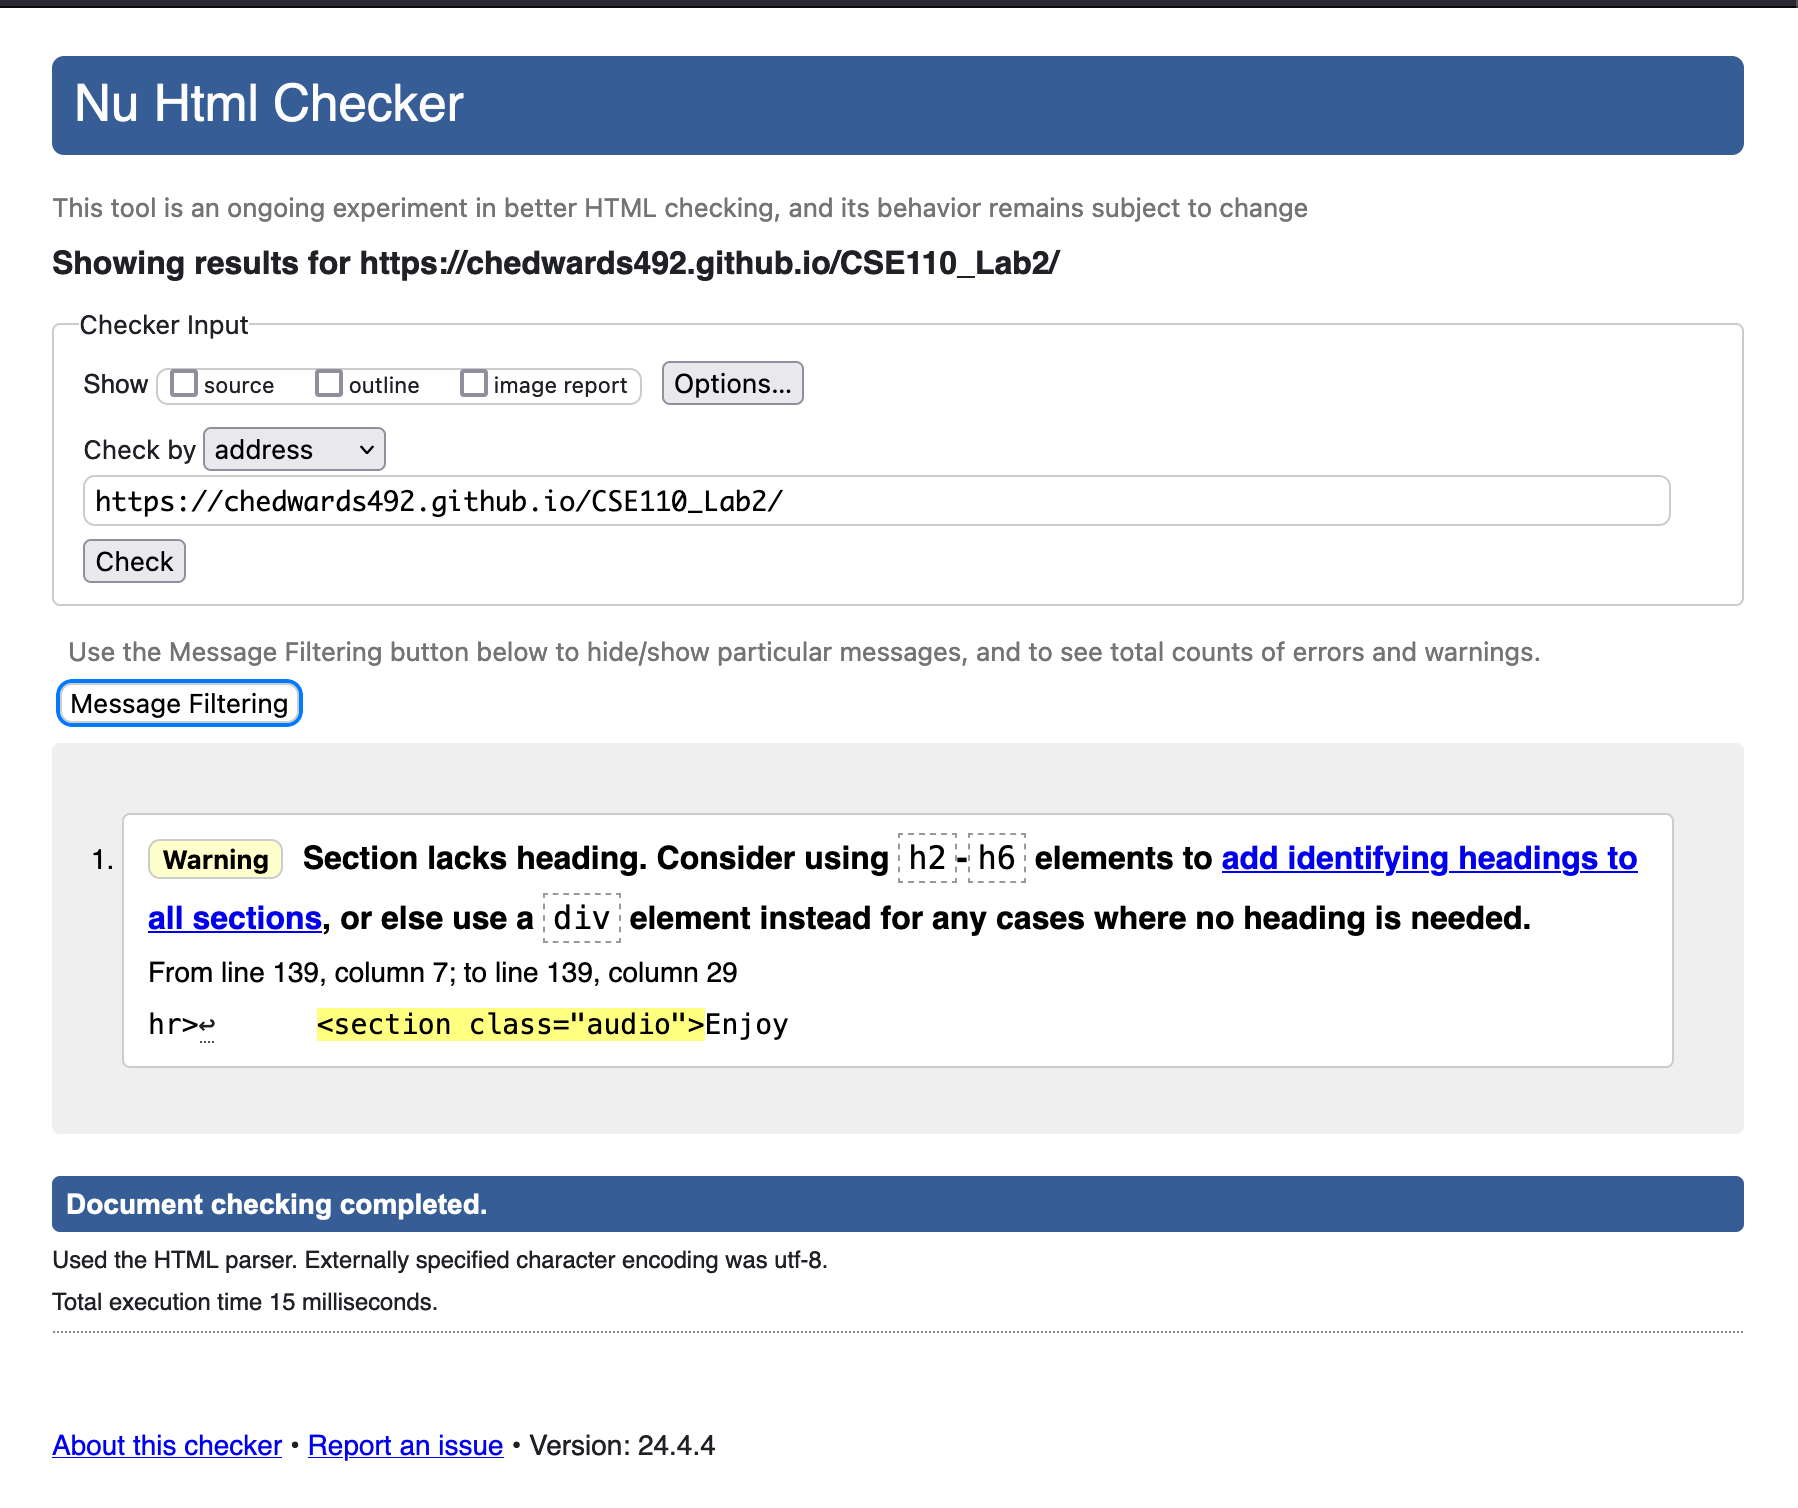 Nu Html Checker
This tool is an ongoing experiment in better HTML checking, and its behavior remains subject to change
Showing results for https://chedwards492.github.io/CSE110_Lab2/
Checker Input
Show source outline image report Options...
Check by address
https://chedwards492.github.io/CSE110_Lab2/
Check
Use the Message Filtering button below to hide/show particular messages, and to see total counts of errors and warnings.
Message Filtering
1. Warning Section lacks heading. Consider using h2-h6 elements to add identifying headings to
all sections, or else use a div element instead for any cases where no heading is needed.
From line 139, column 7; to line 139, column 29
hr>↩ <section class="audio">Enjoy
Document checking completed.
Used the HTML parser. Externally specified character encoding was utf-8.
Total execution time 15 milliseconds.
About this checker • Report an issue • Version: 24.4.4